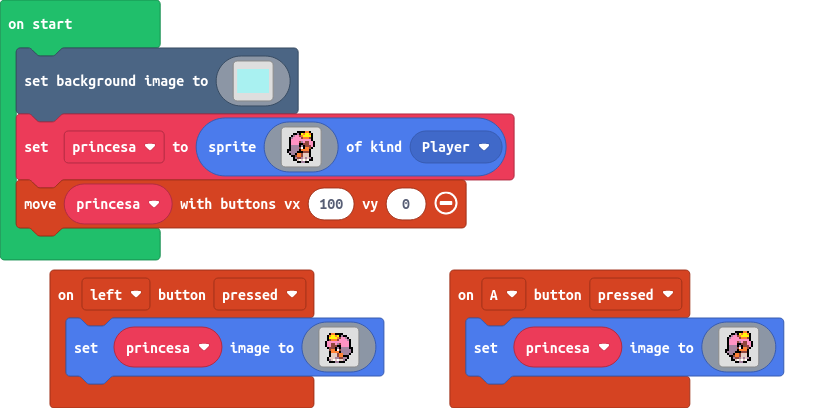 on start
set background image to
set princesa to sprite of kind Player
move princesa with buttons vx 100 vy 0
on left button pressed
set princesa image to
on A button pressed
set princesa image to